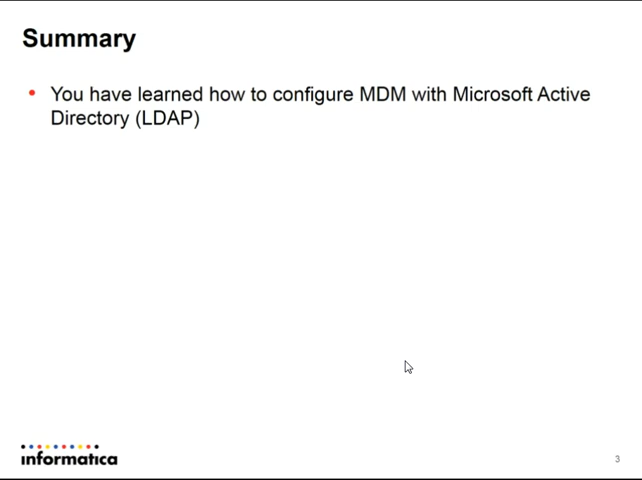 Summary
• You have learned how to configure MDM with Microsoft Active
Directory (LDAP)
informatica
3